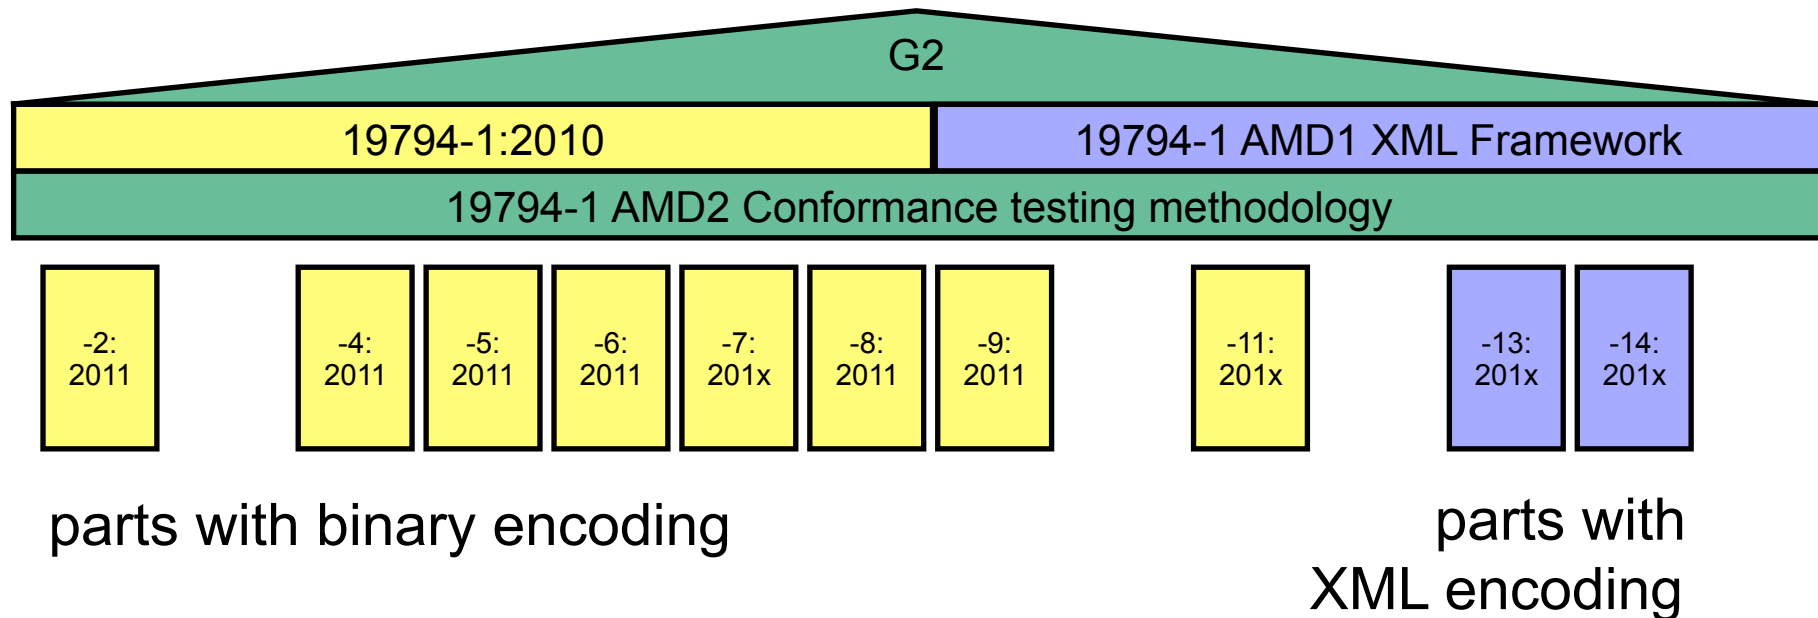 G2
19794-1:2010
19794-1 AMD1 XML Framework
19794-1 AMD2 Conformance testing methodology
-2:
2011
-4:
2011
-5:
2011
-6:
2011
-7:
201x
-8:
2011
-9:
2011
-11:
201x
-13:
201x
-14:
201x
parts with binary encoding
parts with
XML encoding